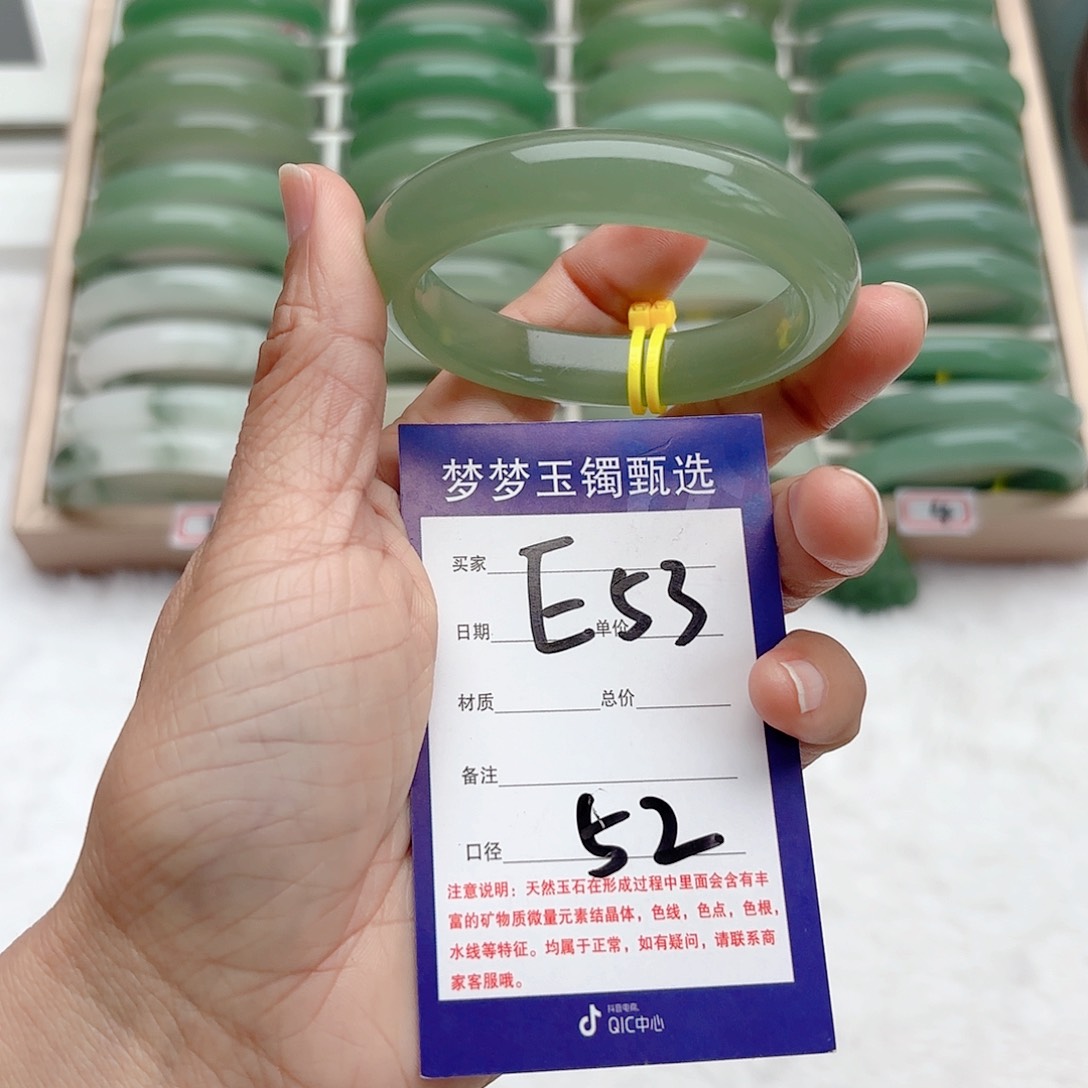 梦梦玉镯甄选
买家 E53
日期 单价
材质 总价
备注
口径 52
注意说明：天然玉石在形成过程中里面会含有丰
富的矿物质微量元素结晶体，色线，色点，色根，
水线等特征。均属于正常，如有疑问，请联系商
家客服哦。
抖音电商
QIC中心